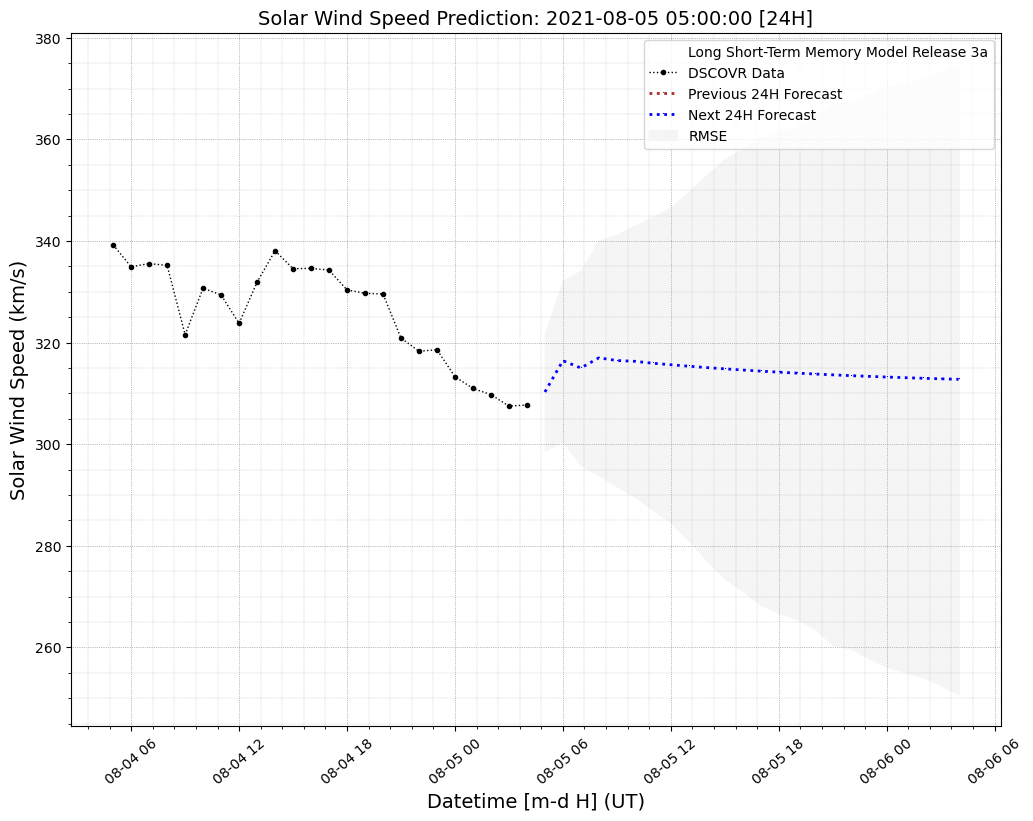 Solar Wind Speed Prediction: 2021-08-05 05:00:00 [24H]
Long Short-Term Memory Model Release 3a
DSCOVR Data
Previous 24H Forecast
Next 24H Forecast
RMSE
Solar Wind Speed (km/s)
380
360
340
320
300
280
260
08-04 06
08-04 12
08-04 18
08-05 00
08-05 06
08-05 12
08-05 18
08-06 00
08-06 06
Datetime [m-d H] (UT)